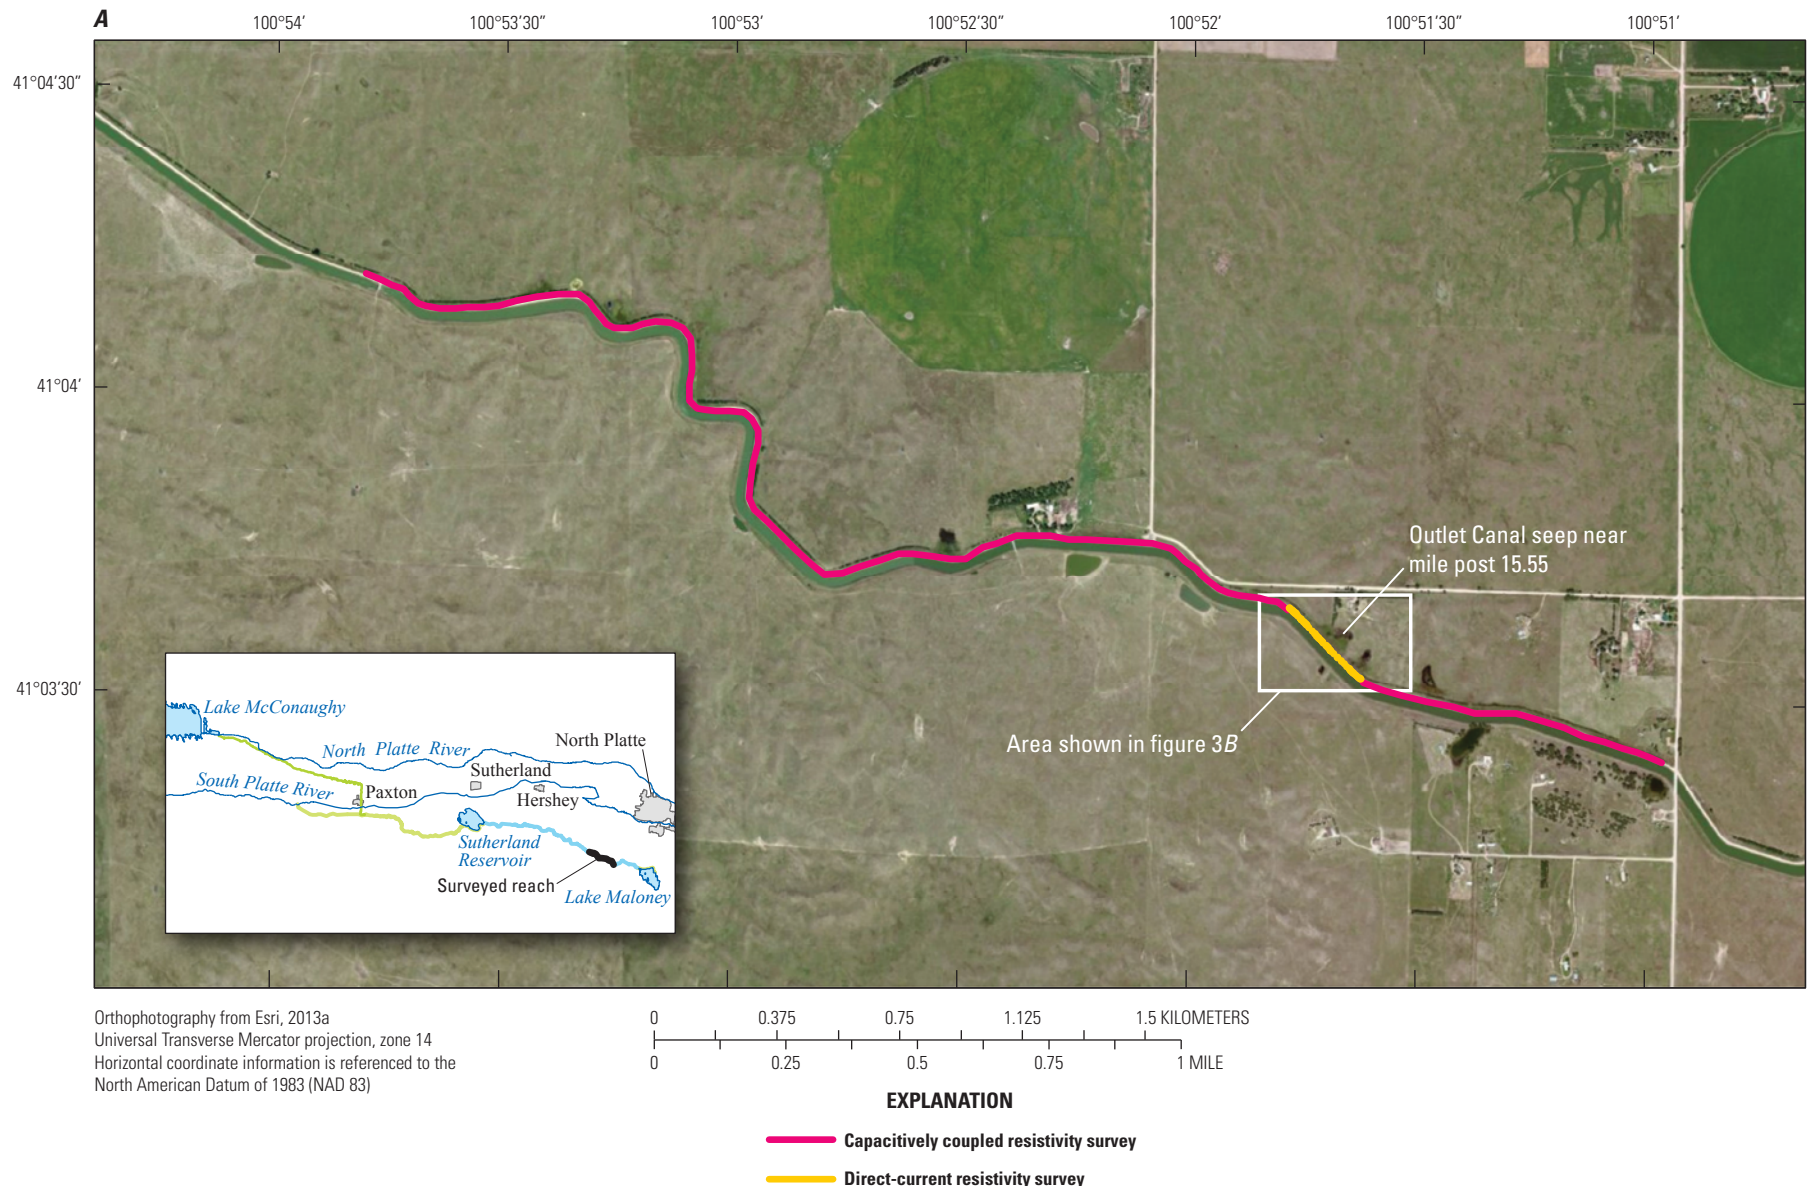 A
100°54′ 100°53′30″ 100°53′ 100°52′30″ 100°52′ 100°51′30″ 100°51′
41°04′30″
41°04′
41°03′30′
Outlet Canal seep near
mile post 15.55
Area shown in figure 3B
Lake McConaughy
North Platte River
North Platte
South Platte River
Paxton
Sutherland
Hershey
Sutherland
Reservoir
Surveyed reach
Lake Maloney
Orthophotography from Esri, 2013a
Universal Transverse Mercator projection, zone 14
Horizontal coordinate information is referenced to the
North American Datum of 1983 (NAD 83)
0 0.375 0.75 1.125 1.5 KILOMETERS
0 0.25 0.5 0.75 1 MILE
EXPLANATION
Capacitively coupled resistivity survey
Direct-current resistivity survey